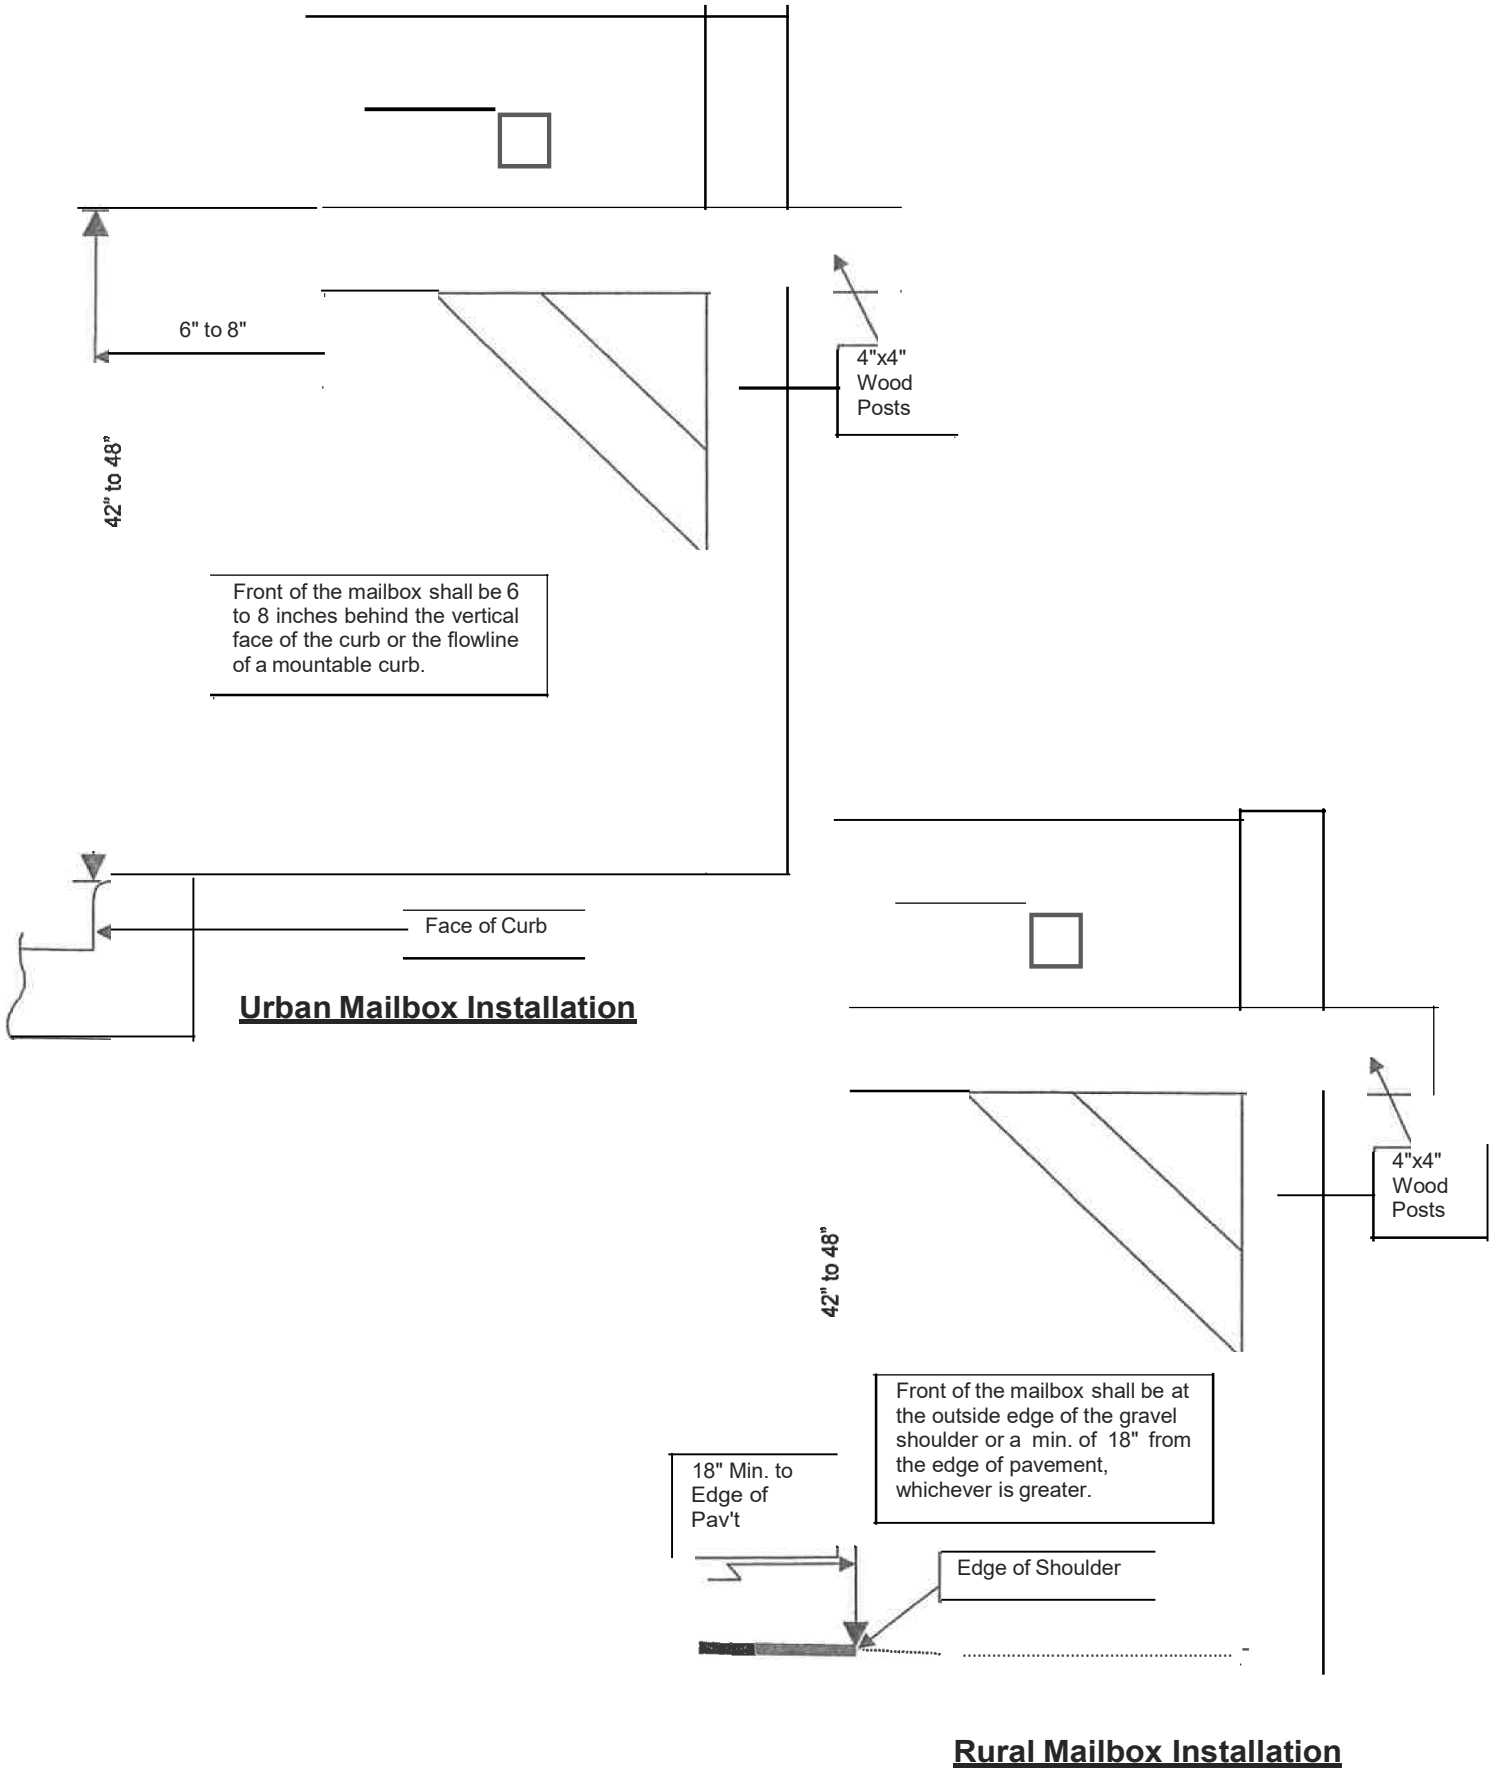 6" to 8"
4"x4"
Wood
Posts
42" to 48"
Front of the mailbox shall be 6
to 8 inches behind the vertical
face of the curb or the flowline
of a mountable curb.
Face of Curb
Urban Mailbox Installation
4"x4"
Wood
Posts
42" to 48"
Front of the mailbox shall be at
the outside edge of the gravel
shoulder or a min. of 18" from
the edge of pavement,
whichever is greater.
18" Min. to
Edge of
Pav't
Edge of Shoulder
Rural Mailbox Installation